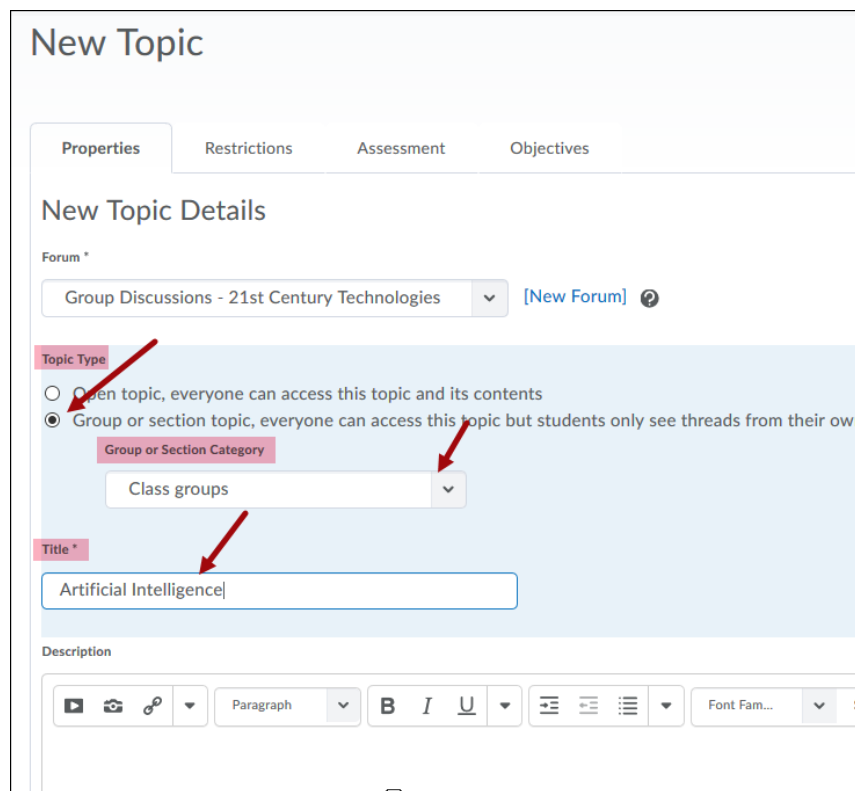 New Topic
Properties Restrictions Assessment Objectives
New Topic Details
Forum *
Group Discussions - 21st Century Technologies [New Forum]
Topic Type
Open topic, everyone can access this topic and its contents
Group or section topic, everyone can access this topic but students only see threads from their ow
Group or Section Category
Class groups
Title *
Artificial Intelligence
Description
Paragraph B I U Font Fam...